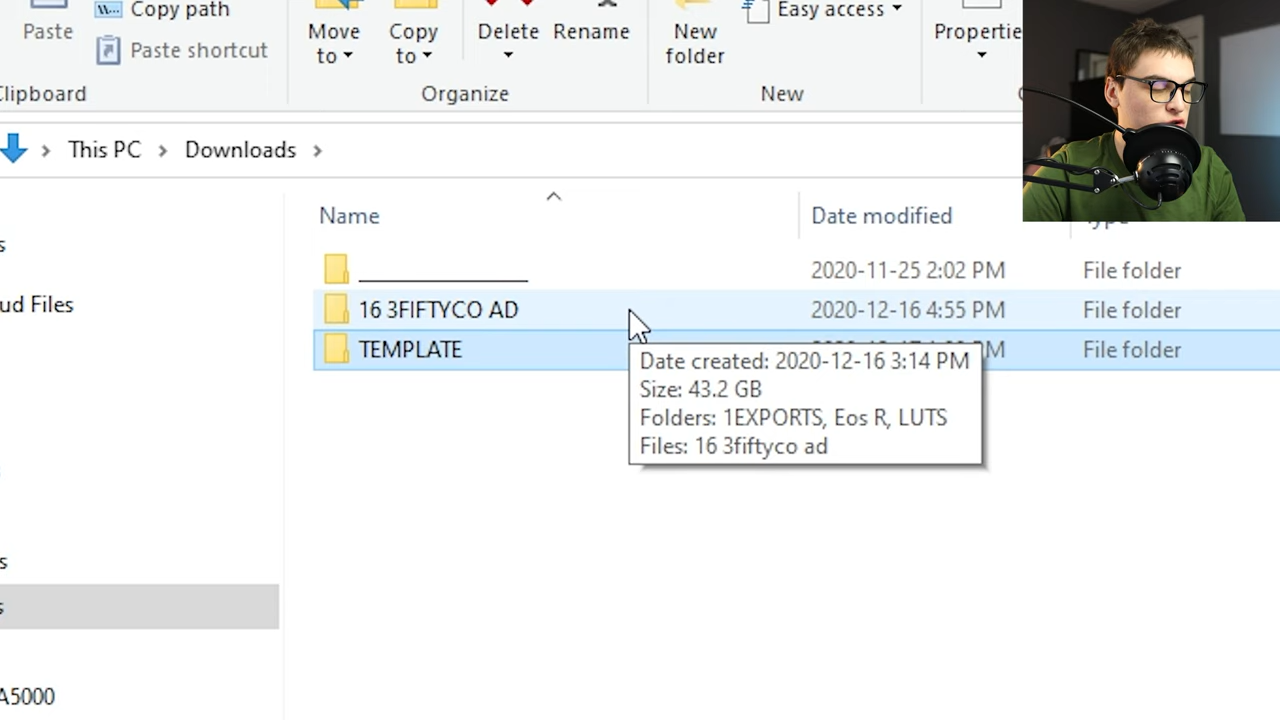 Copy path
Paste
Paste shortcut
Clipboard
Move to
Copy to
Delete
Rename
Organize
New folder
Easy access
New
This PC
Downloads
Name
Date modified
2020-11-25 2:02 PM
File folder
16 3FIFTYCO AD
2020-12-16 4:55 PM
File folder
TEMPLATE
File folder
Date created: 2020-12-16 3:14 PM
Size: 43.2 GB
Folders: 1EXPORTS, Eos R, LUTS
Files: 16 3fiftyco ad
ud Files
A5000